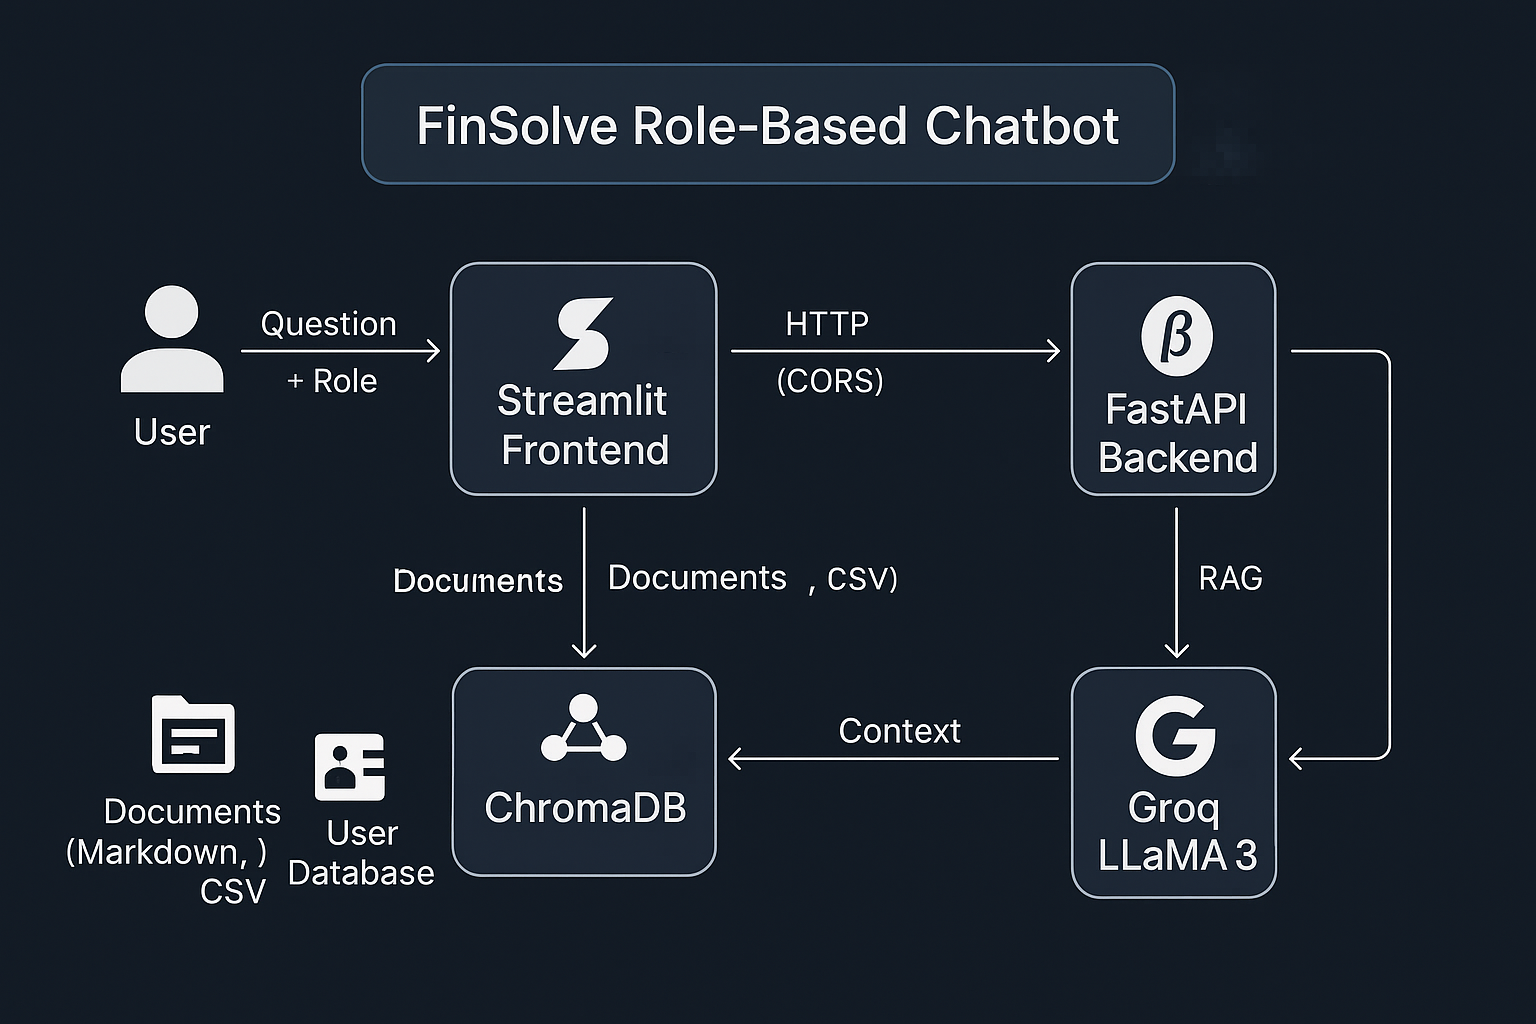 FinSolve Role-Based Chatbot
Question
+ Role
User
Streamlit
Frontend
HTTP
(CORS)
β
FastAPI
Backend
Documents
Documents , CSV)
RAG
Documents
(Markdown, )
CSV
User
Database
ChromaDB
Context
G
Groq
LLaMA 3